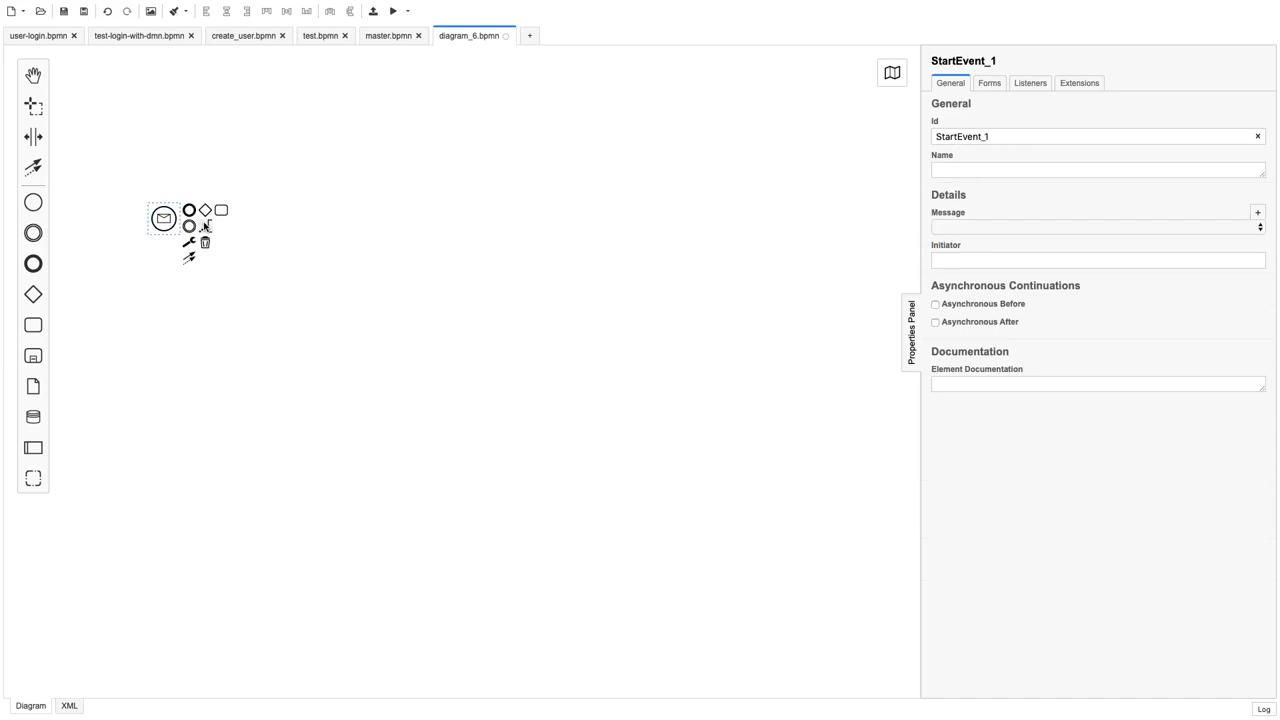 user-login.bpmn
test-login-with-dmn.bpmn
create_user.bpmn
test.bpmn
master.bpmn
diagram_6.bpmn
+
StartEvent_1
General
Forms
Listeners
Extensions
General
Id
StartEvent_1
Name
Details
Message
+
Initiator
Asynchronous Continuations
Asynchronous Before
Asynchronous After
Properties Panel
Documentation
Element Documentation
Diagram
XML
Log